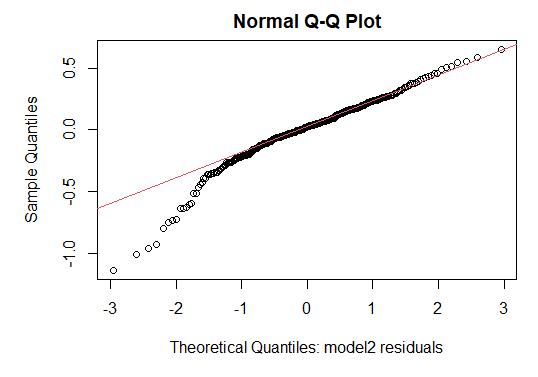 Normal Q-Q Plot
Sample Quantiles
0.5
0.0
-0.5
-1.0
-3 -2 -1 0 1 2 3
Theoretical Quantiles: model2 residuals